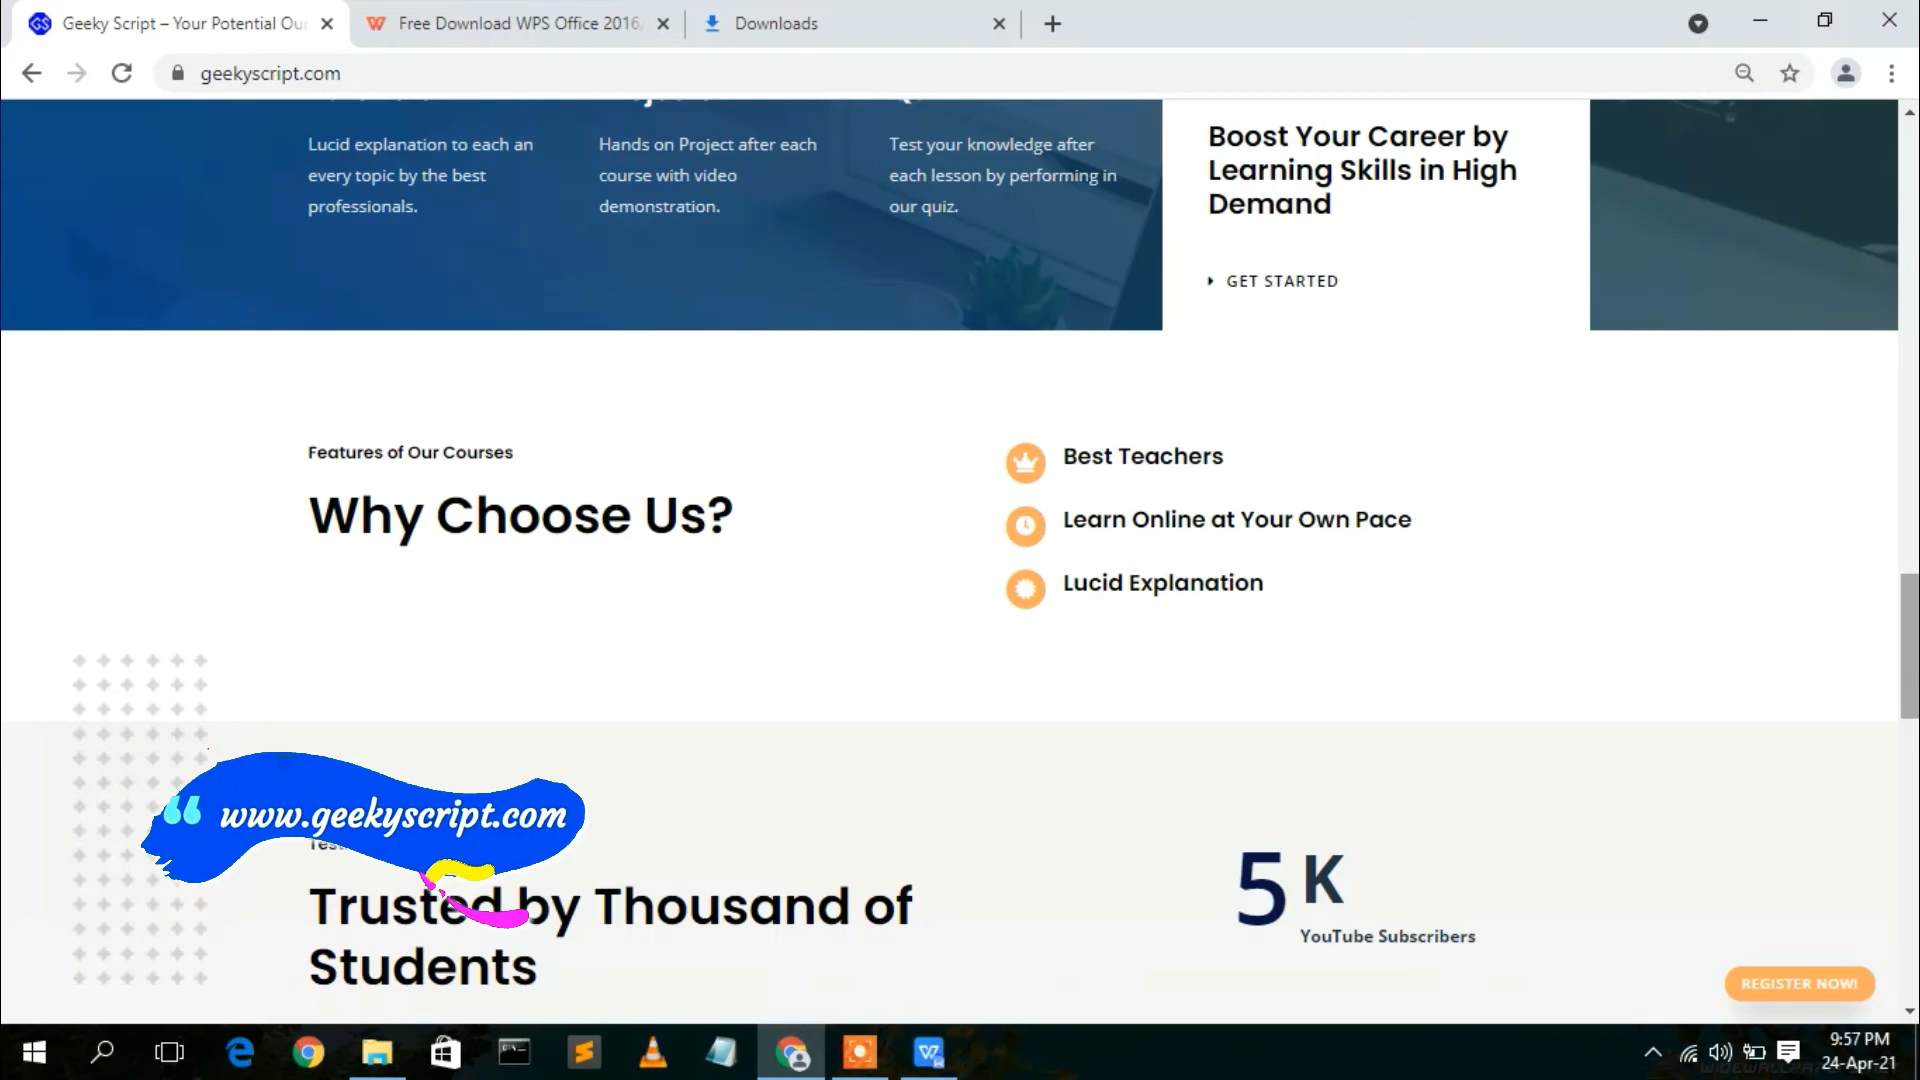 Geeky Script – Your Potential Our
Free Download WPS Office 2016
Downloads
geekyscript.com
Lucid explanation to each an
every topic by the best
professionals.
Hands on Project after each
course with video
demonstration.
Test your knowledge after
each lesson by performing in
our quiz.
Boost Your Career by
Learning Skills in High
Demand
GET STARTED
Features of Our Courses
Why Choose Us?
Best Teachers
Learn Online at Your Own Pace
Lucid Explanation
www.geekyscript.com
Trusted by Thousand of
Students
5 K
YouTube Subscribers
REGISTER NOW!
9:57 PM
24-Apr-21